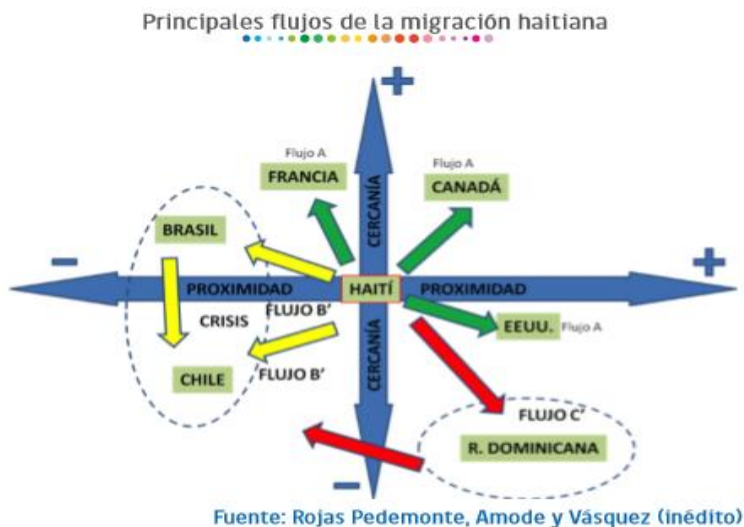 Principales flujos de la migración haitiana
+
Flujo A
FRANCIA
Flujo A
CANADÁ
CERCANÍA
BRASIL
−
+
PROXIMIDAD
HAITÍ
PROXIMIDAD
CRISIS
FLUJO B'
EEUU.
Flujo A
CERCANÍA
CHILE
FLUJO B'
FLUJO C'
R. DOMINICANA
−
Fuente: Rojas Pedemonte, Amode y Vásquez (inédito)